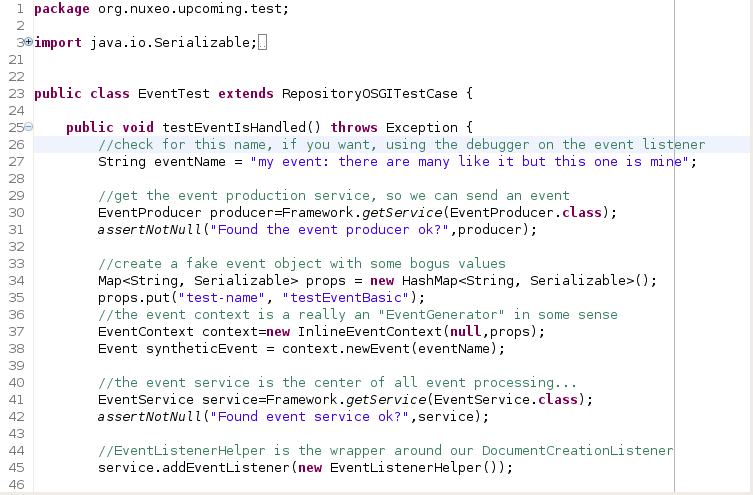 1 package org.nuxeo.upcoming.test;
2
3 import java.io.Serializable;
21
22
23 public class EventTest extends RepositoryOSGITestCase {
24
25     public void testEventIsHandled() throws Exception {
26         //check for this name, if you want, using the debugger on the event listener
27         String eventName = "my event: there are many like it but this one is mine";
28
29         //get the event production service, so we can send an event
30         EventProducer producer=Framework.getService(EventProducer.class);
31         assertNotNull("Found the event producer ok?",producer);
32
33         //create a fake event object with some bogus values
34         Map<String, Serializable> props = new HashMap<String, Serializable>();
35         props.put("test-name", "testEventBasic");
36         //the event context is a really an "EventGenerator" in some sense
37         EventContext context=new InlineEventContext(null,props);
38         Event syntheticEvent = context.newEvent(eventName);
39
40         //the event service is the center of all event processing...
41         EventService service=Framework.getService(EventService.class);
42         assertNotNull("Found event service ok?",service);
43
44         //EventListenerHelper is the wrapper around our DocumentCreationListener
45         service.addEventListener(new EventListenerHelper());
46